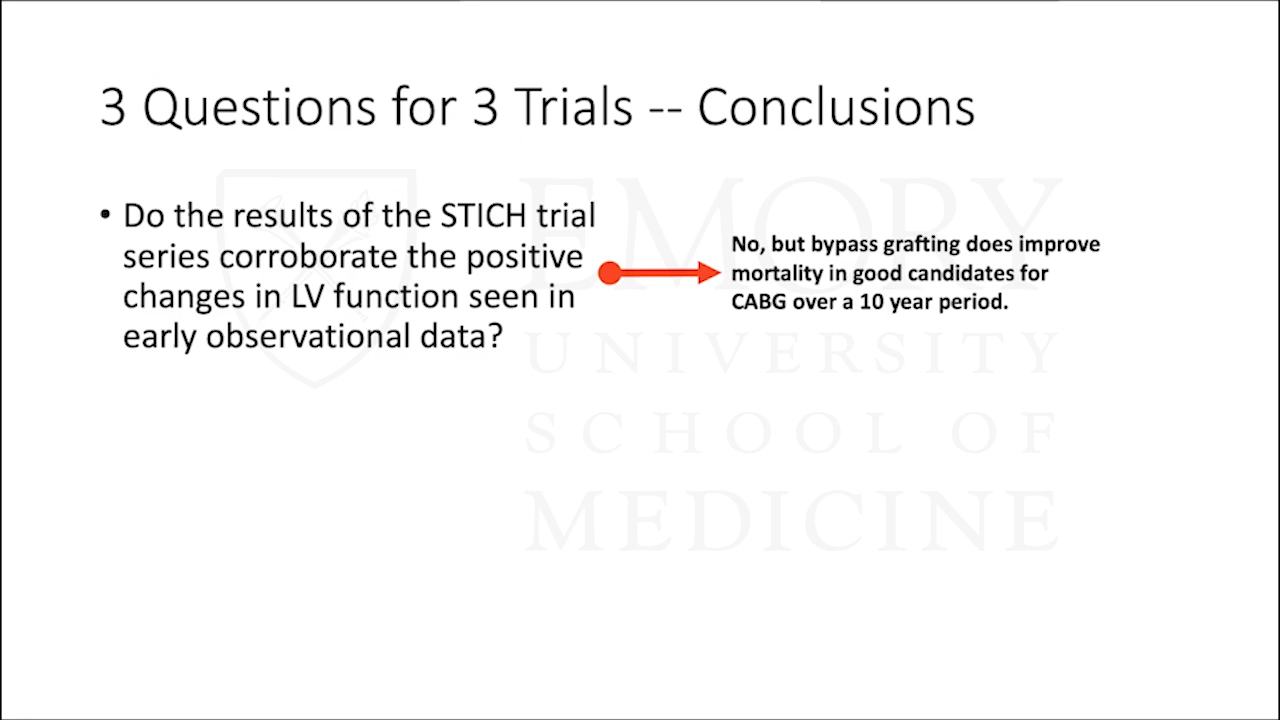 3 Questions for 3 Trials -- Conclusions
• Do the results of the STICH trial
series corroborate the positive
changes in LV function seen in
early observational data?
No, but bypass grafting does improve
mortality in good candidates for
CABG over a 10 year period.
EMORY
UNIVERSITY
SCHOOL OF
MEDICINE